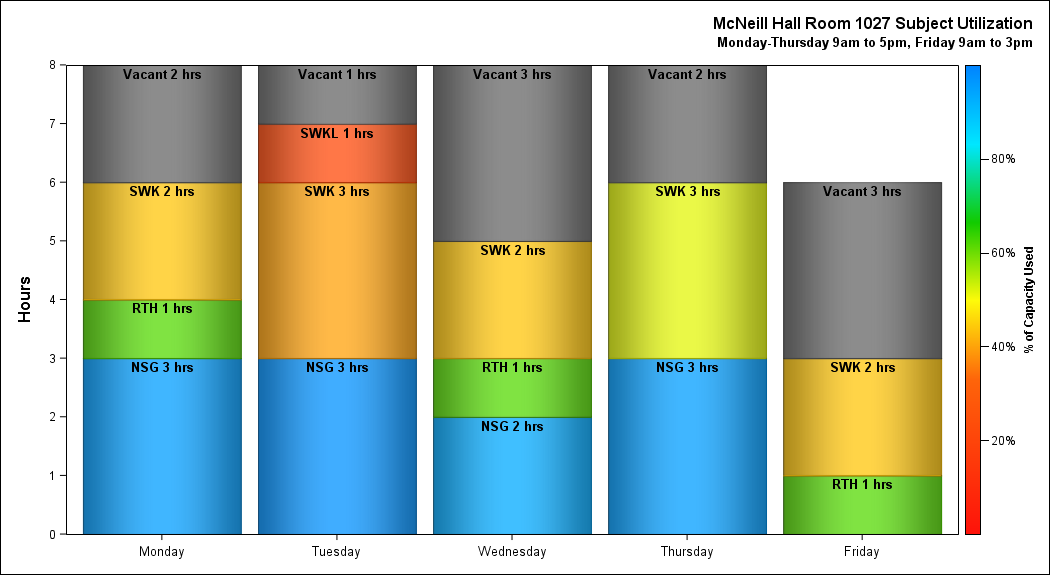 McNeill Hall Room 1027 Subject Utilization
Monday-Thursday 9am to 5pm, Friday 9am to 3pm
Hours
8
7
6
5
4
3
2
1
0
Vacant 2 hrs
SWK 2 hrs
RTH 1 hrs
NSG 3 hrs
Vacant 1 hrs
SWKL 1 hrs
SWK 3 hrs
NSG 3 hrs
Vacant 3 hrs
SWK 2 hrs
RTH 1 hrs
NSG 2 hrs
Vacant 2 hrs
SWK 3 hrs
NSG 3 hrs
Vacant 3 hrs
SWK 2 hrs
RTH 1 hrs
Monday Tuesday Wednesday Thursday Friday
80%
60%
40%
20%
% of Capacity Used